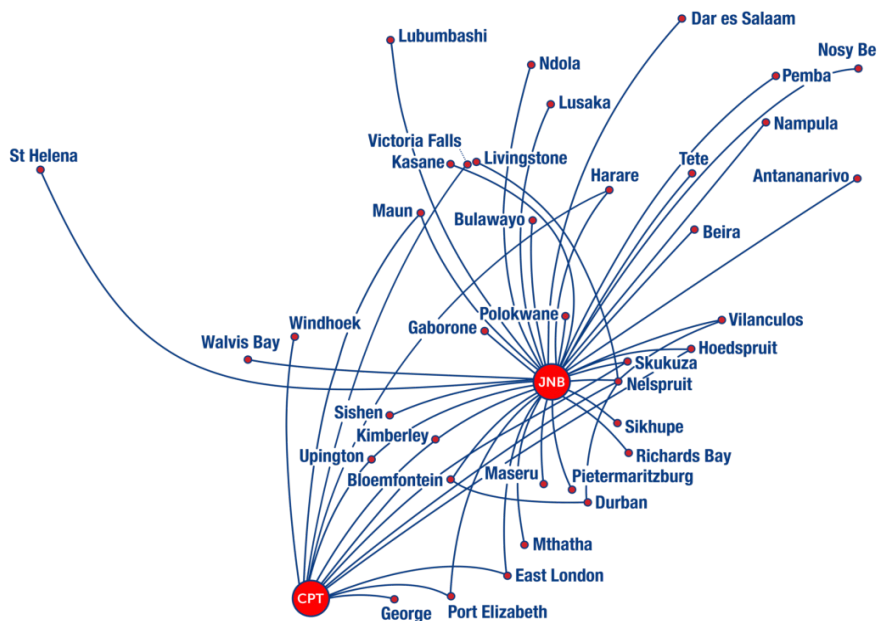 Lubumbashi
Dar es Salaam
Nosy Be
Ndola
Pemba
Lusaka
Nampula
Victoria Falls
St Helena
Kasane
Livingstone
Tete
Harare
Antananarivo
Maun
Bulawayo
Beira
Polokwane
Windhoek
Gaborone
Vilanculos
Walvis Bay
Hoedspruit
Skukuza
JNB
Nelspruit
Sishen
Kimberley
Sikhupe
Upington
Richards Bay
Bloemfontein
Maseru
Pietermaritzburg
Durban
Mthatha
East London
CPT
George
Port Elizabeth